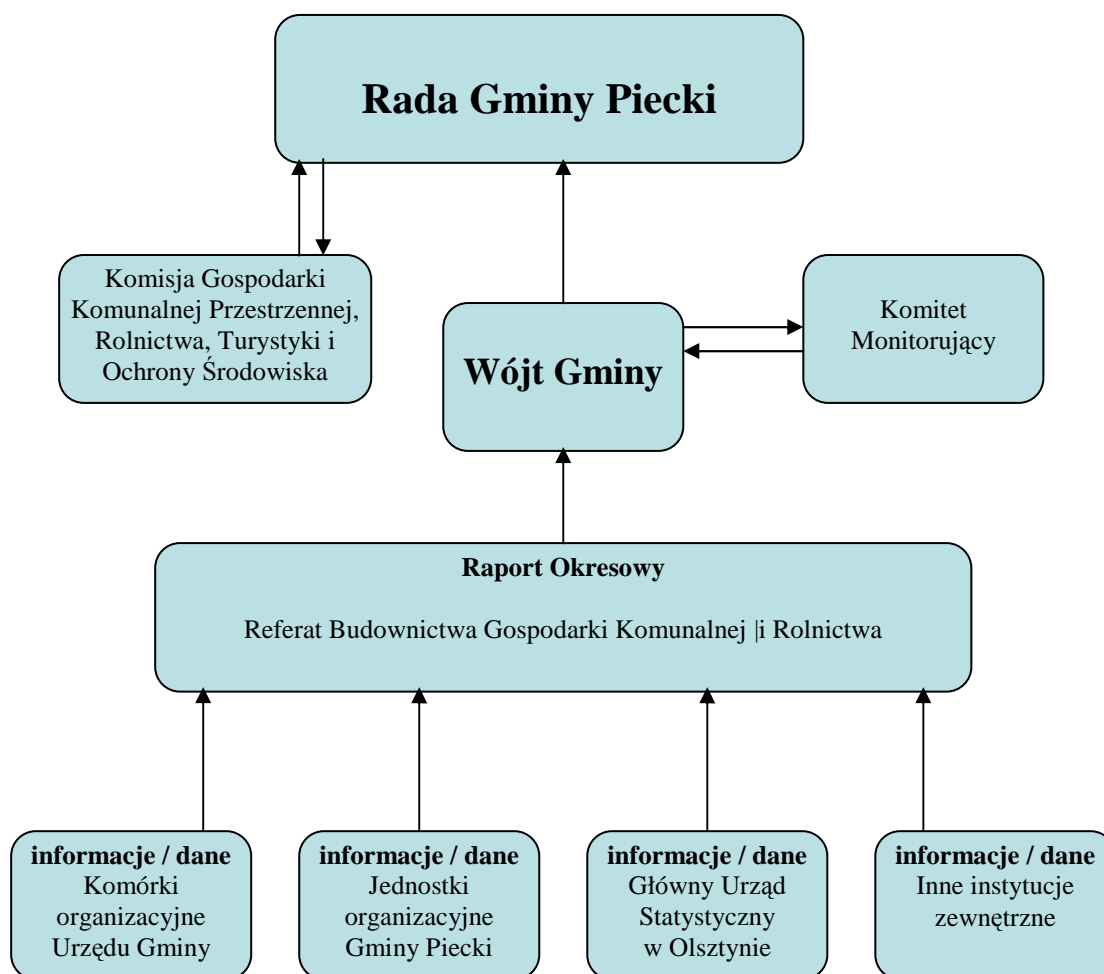 Rada Gminy Piecki
Komisja Gospodarki
Komunalnej Przestrzennej,
Rolnictwa, Turystyki i
Ochrony Środowiska
Wójt Gminy
Komitet
Monitorujący
Raport Okresowy
Referat Budownictwa Gospodarki Komunalnej |i Rolnictwa
informacje / dane
Komórki
organizacyjne
Urzędu Gminy
informacje / dane
Jednostki
organizacyjne
Gminy Piecki
informacje / dane
Główny Urząd
Statystyczny
w Olsztynie
informacje / dane
Inne instytucje
zewnętrzne